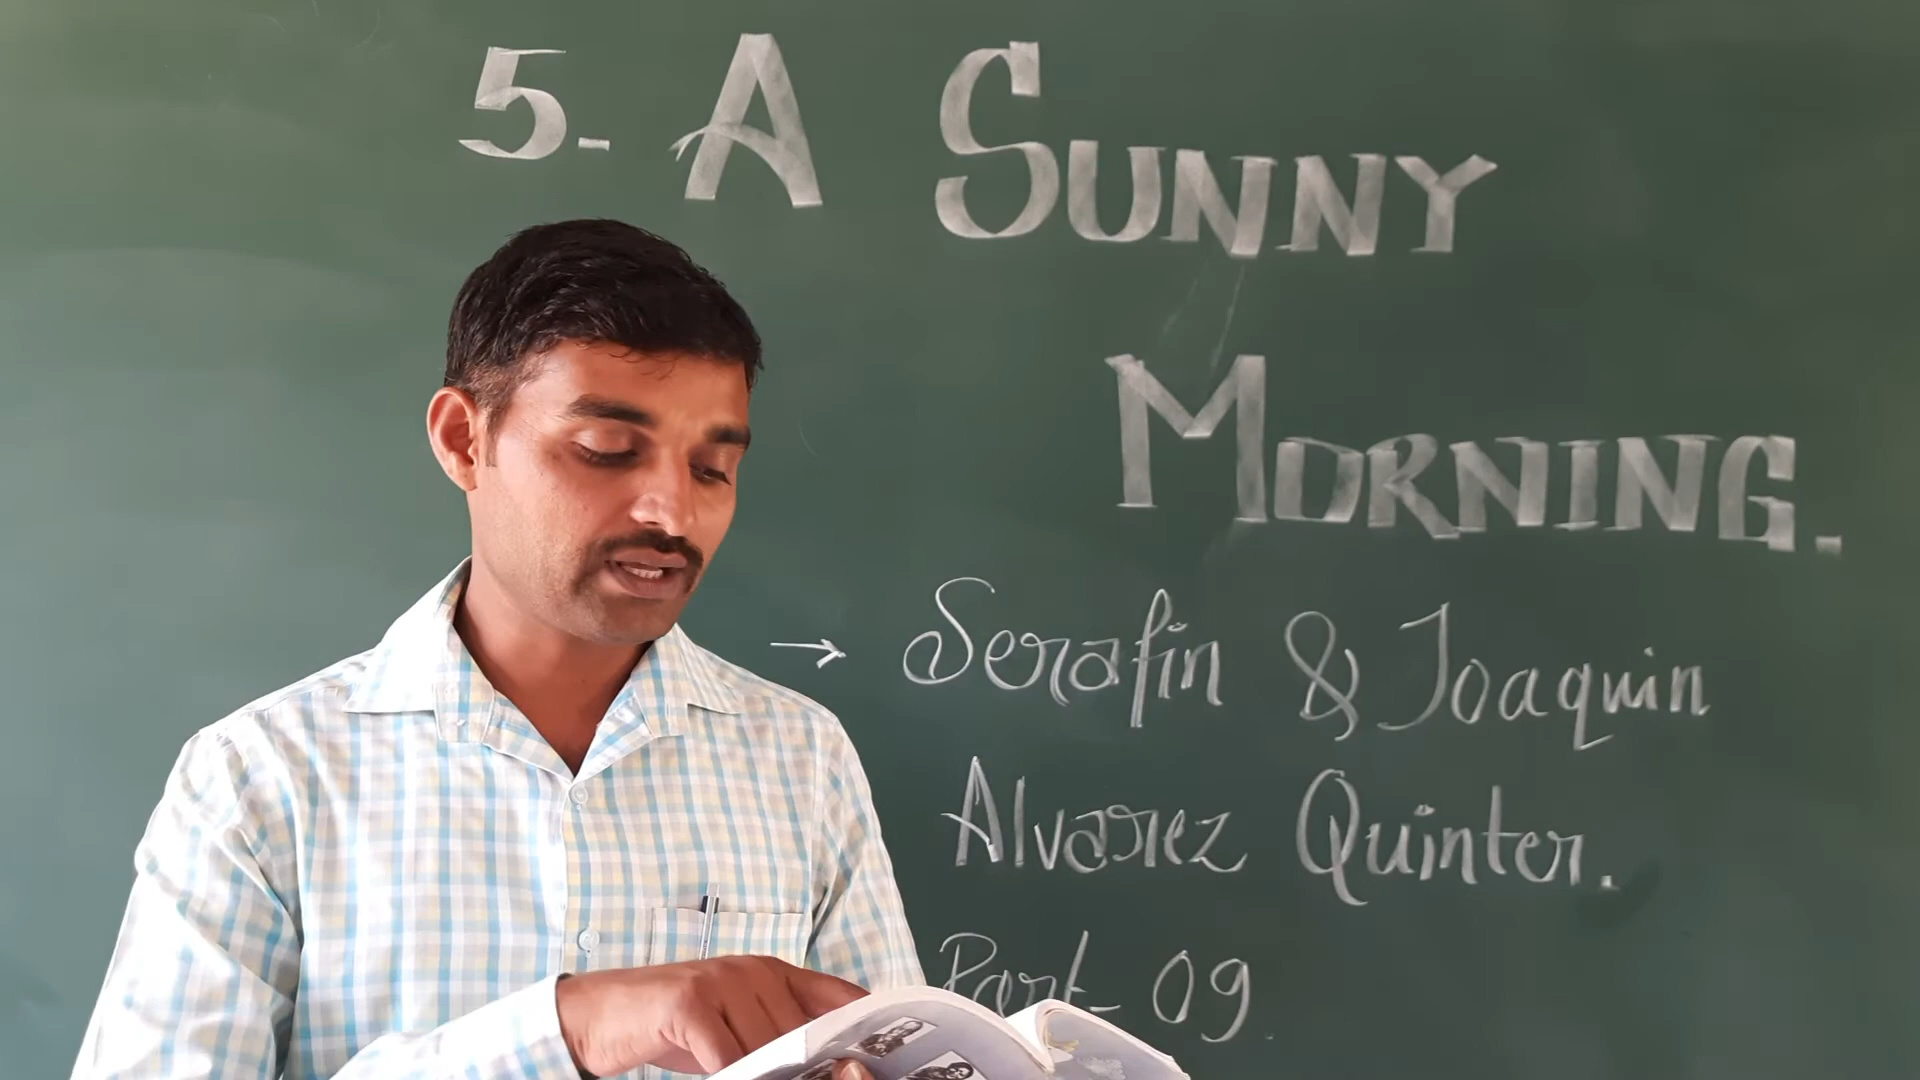 5- A SUNNY
MORNING.
→ Serafin & Joaquin
Alvarez Quinter.
Part- 09.